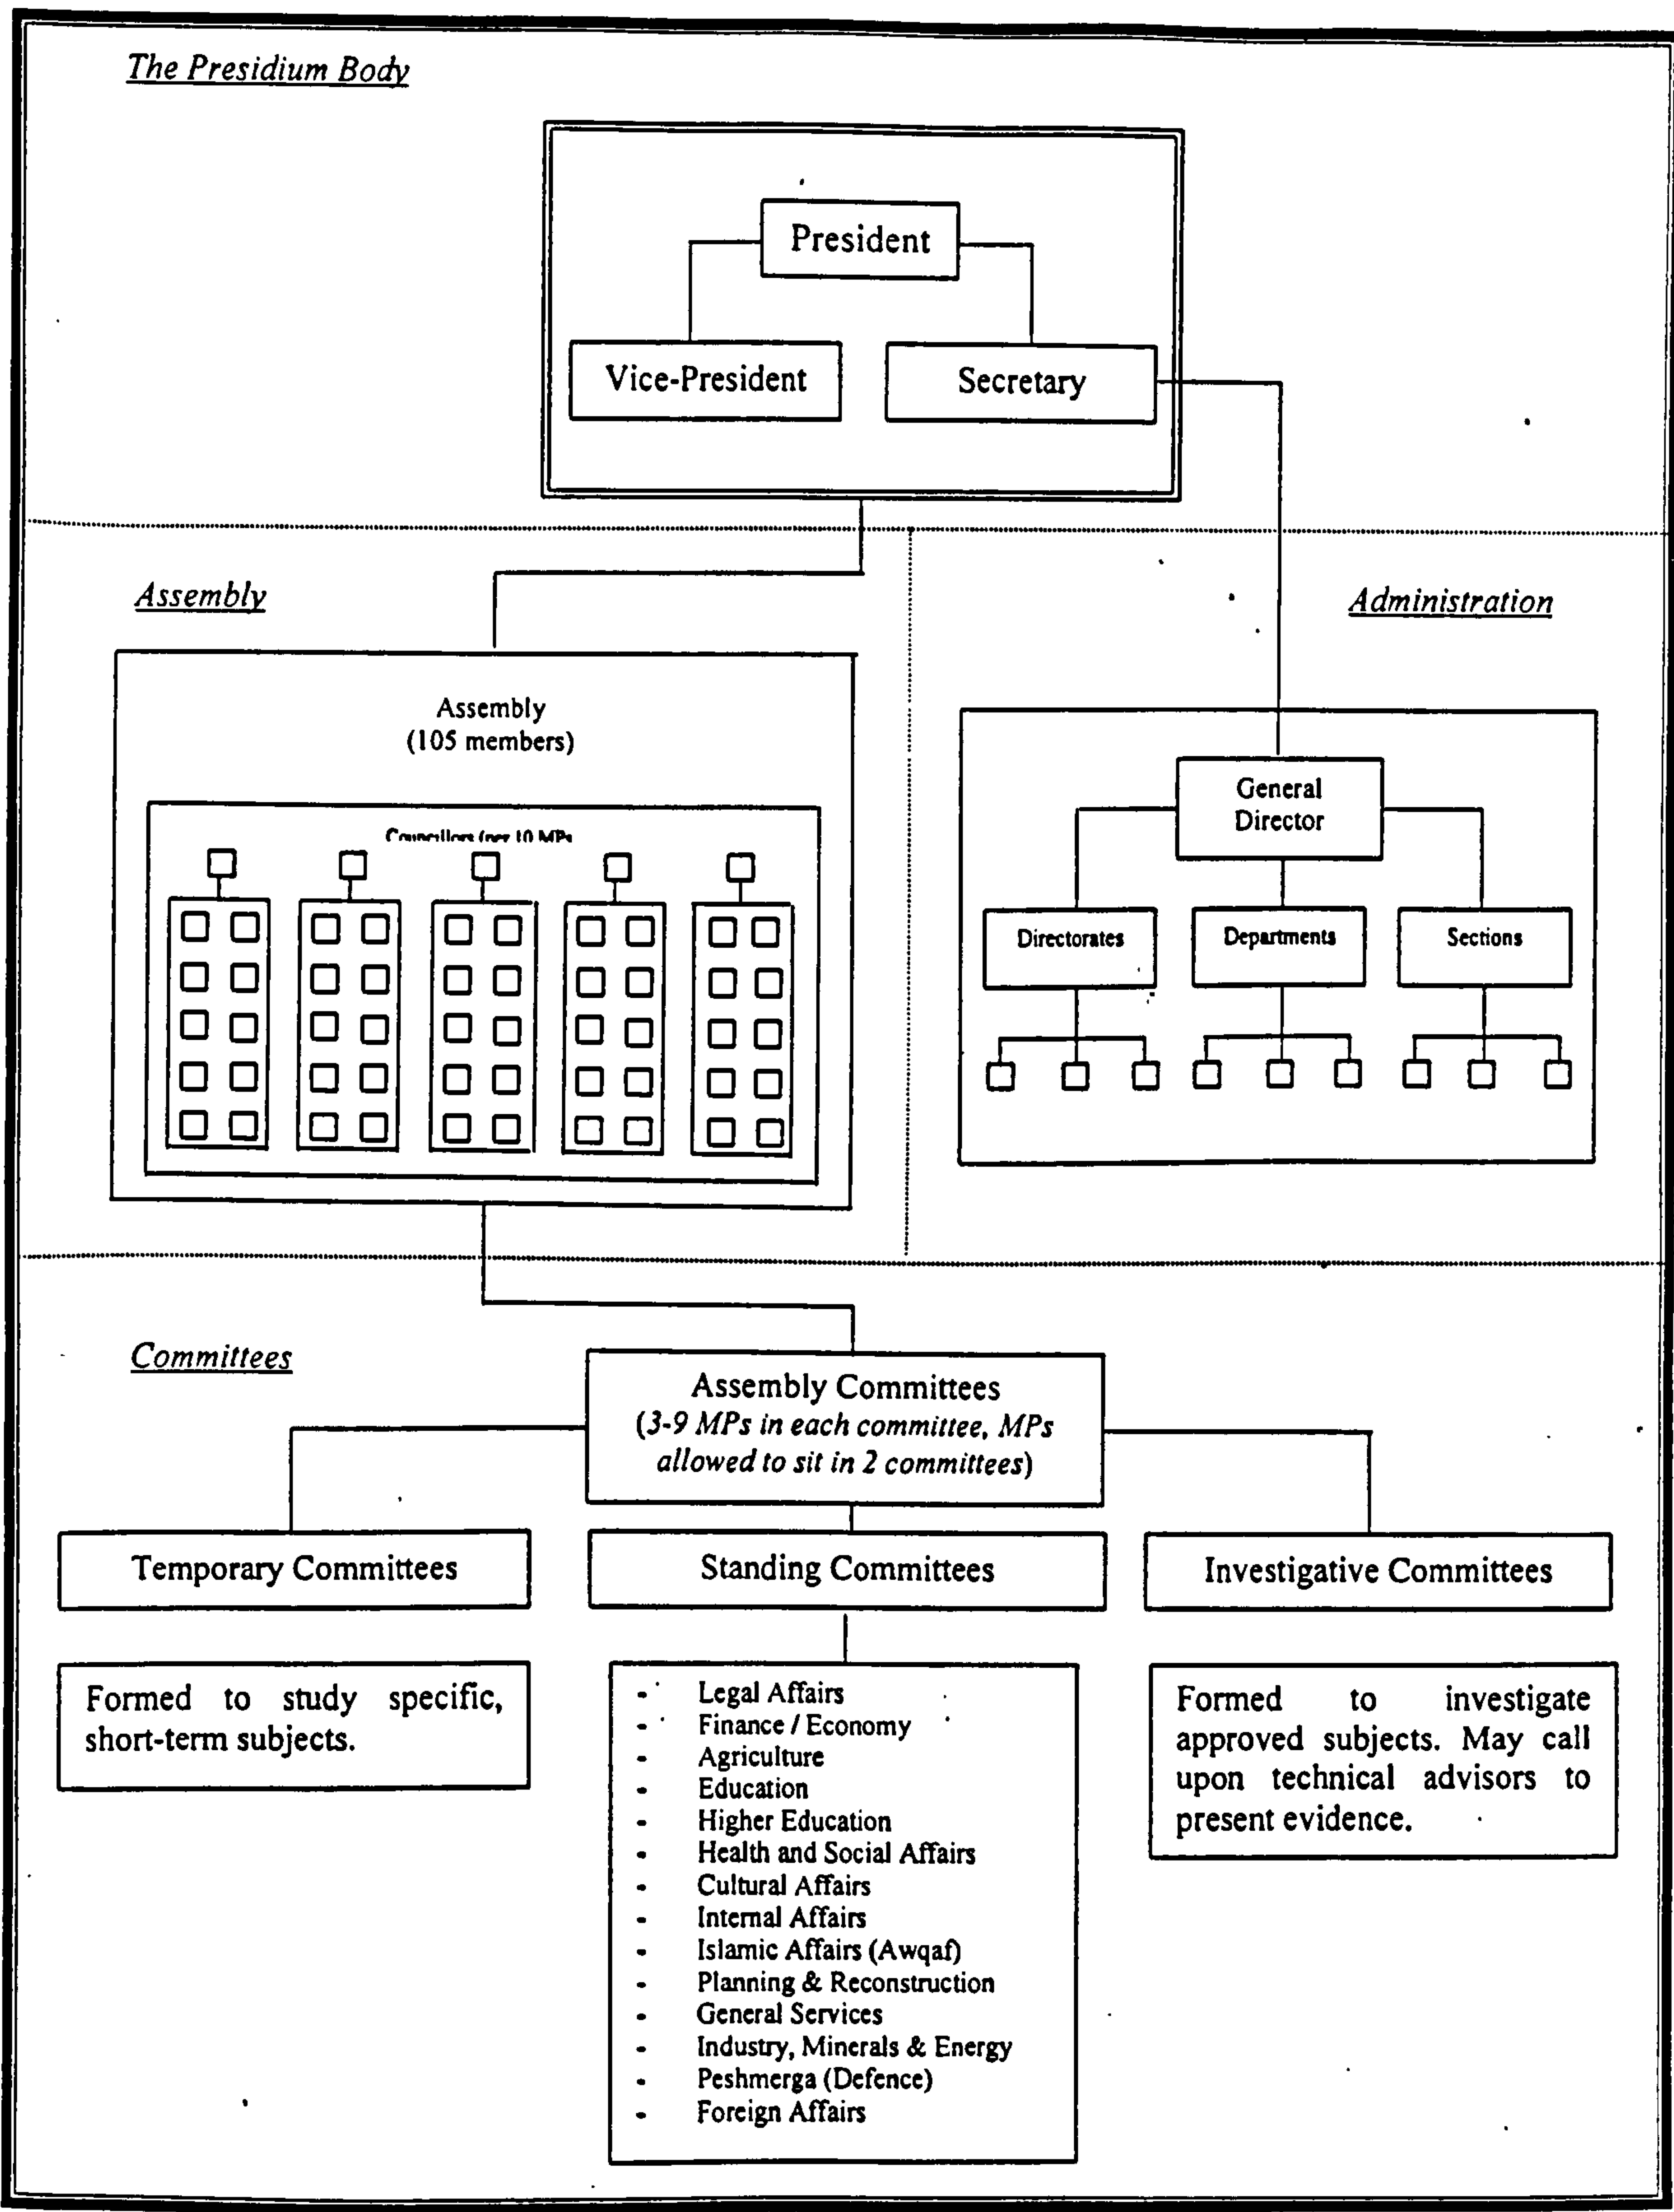 The Presidium Body
President
Vice-President
Secretary
Assembly
Administration
Assembly
(105 members)
Councillors (per 10 MPs
General
Director
Directorates
Departments
Sections
Committees
Assembly Committees
(3-9 MPs in each committee, MPs
allowed to sit in 2 committees)
Temporary Committees
Standing Committees
Investigative Committees
Formed to study specific,
short-term subjects.
- Legal Affairs
- Finance / Economy
- Agriculture
- Education
- Higher Education
- Health and Social Affairs
- Cultural Affairs
- Internal Affairs
- Islamic Affairs (Awqaf)
- Planning & Reconstruction
- General Services
- Industry, Minerals & Energy
- Peshmerga (Defence)
- Foreign Affairs
Formed to investigate
approved subjects. May call
upon technical advisors to
present evidence.